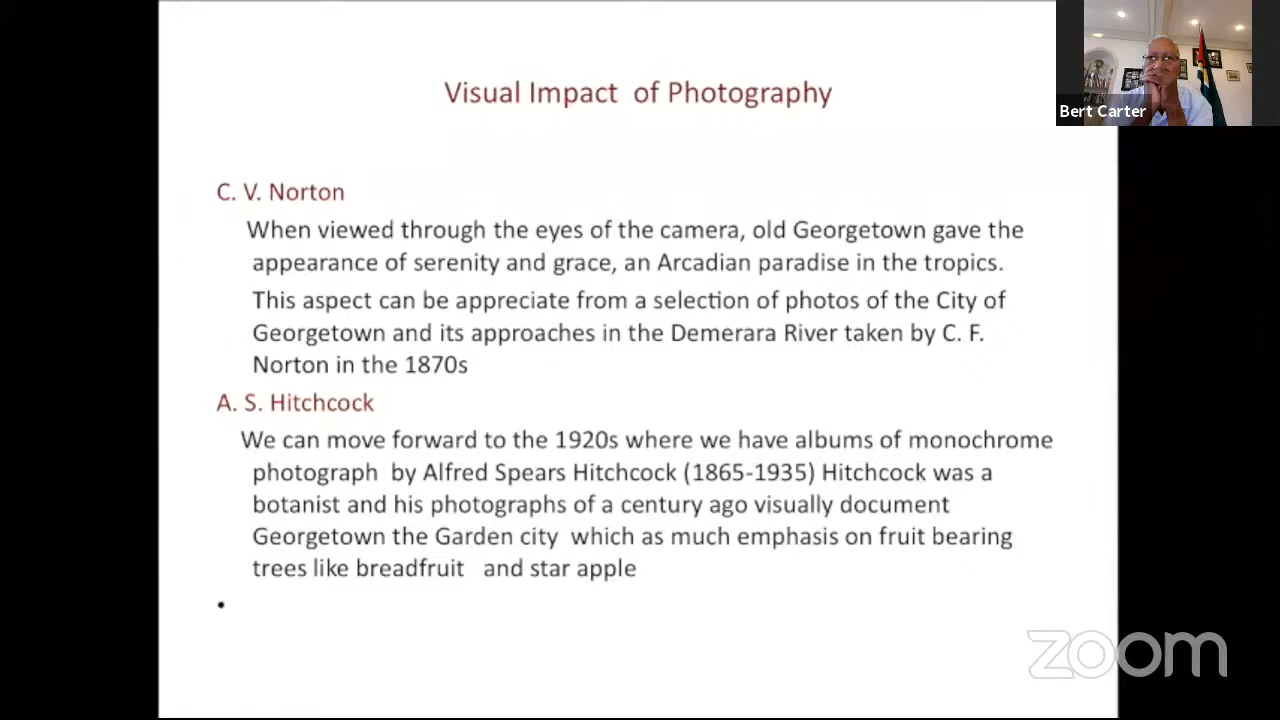 Visual Impact of Photography
Bert Carter
C. V. Norton
When viewed through the eyes of the camera, old Georgetown gave the
appearance of serenity and grace, an Arcadian paradise in the tropics.
This aspect can be appreciate from a selection of photos of the City of
Georgetown and its approaches in the Demerara River taken by C. F.
Norton in the 1870s
A. S. Hitchcock
We can move forward to the 1920s where we have albums of monochrome
photograph by Alfred Spears Hitchcock (1865-1935) Hitchcock was a
botanist and his photographs of a century ago visually document
Georgetown the Garden city which as much emphasis on fruit bearing
trees like breadfruit and star apple
zoom